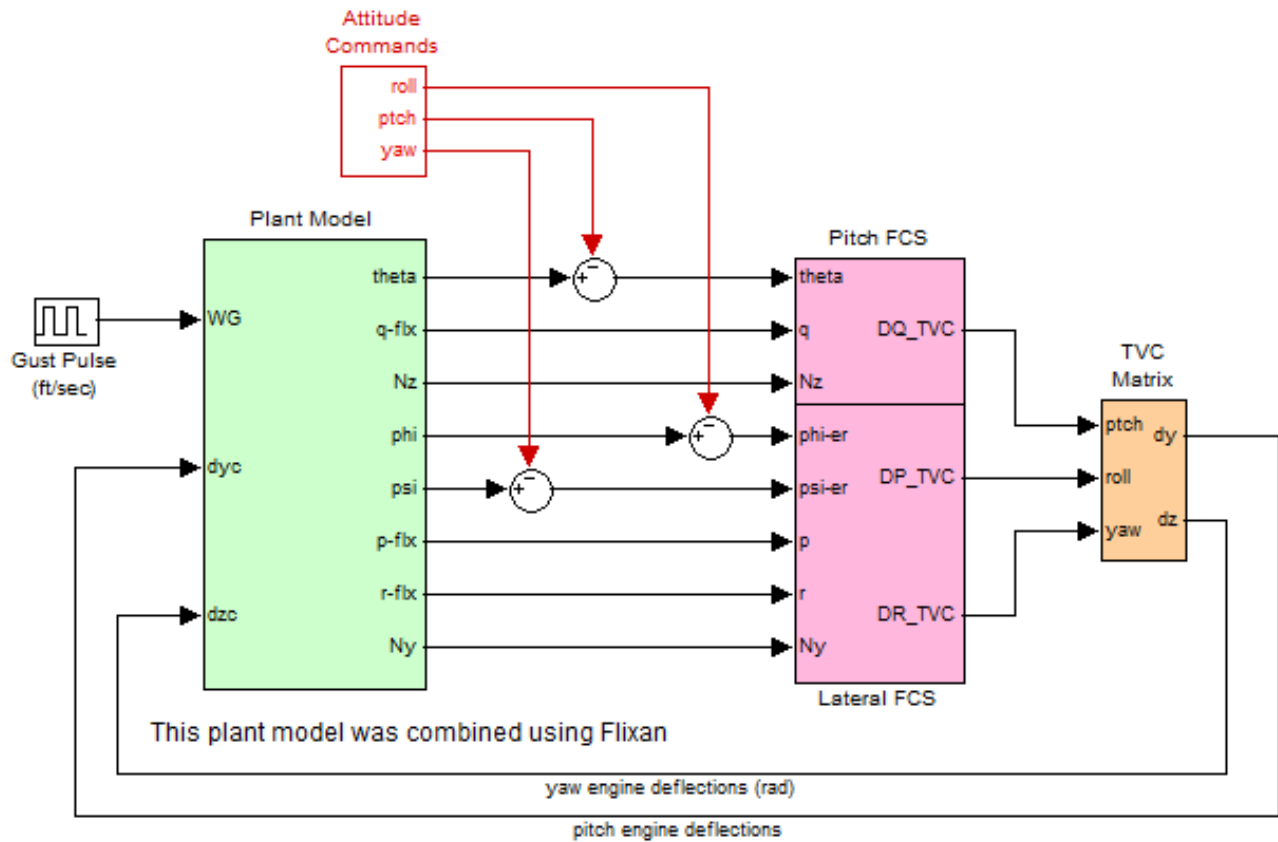 Attitude
Commands
roll
ptch
yaw
Plant Model
WG
dyc
dzc
theta
q-flx
Nz
phi
psi
p-flx
r-flx
Ny
Gust Pulse
(ft/sec)
+
−
+
−
+
−
Pitch FCS
theta
q
Nz
phi-er
psi-er
p
r
Ny
DQ_TVC
DP_TVC
DR_TVC
Lateral FCS
TVC
Matrix
ptch
roll
yaw
dy
dz
This plant model was combined using Flixan
yaw engine deflections (rad)
pitch engine deflections